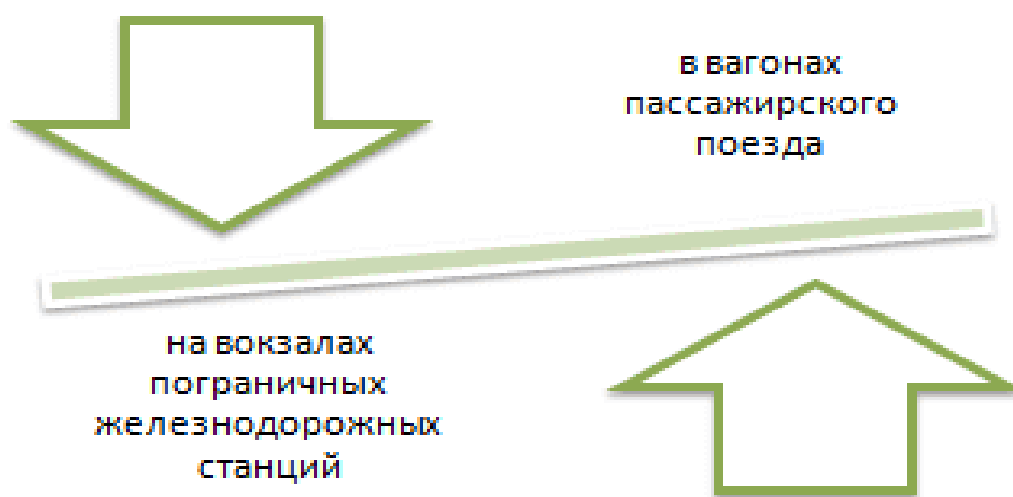 в вагонах
пассажирского
поезда
на вокзалах
пограничных
железнодорожных
станций